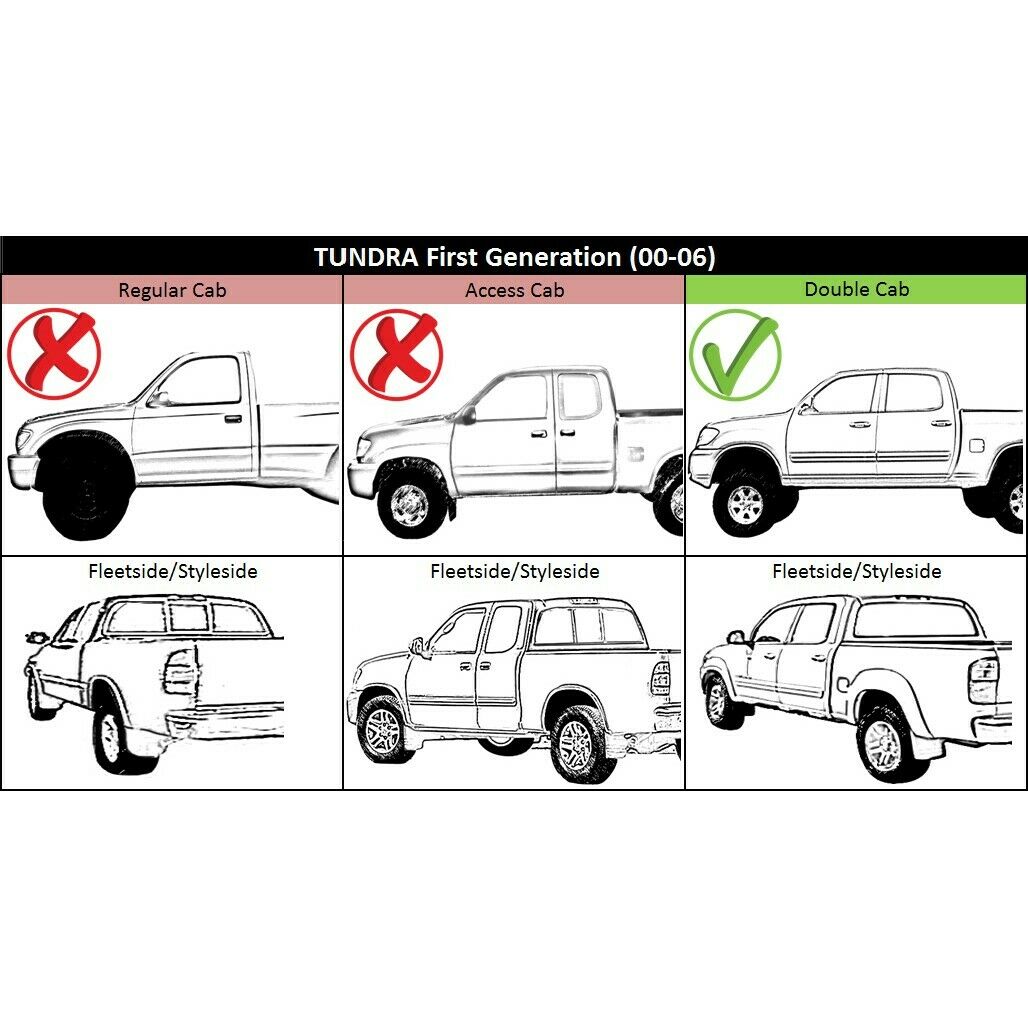 TUNDRA First Generation (00-06)
Regular Cab
Access Cab
Double Cab
Fleetside/Styleside
Fleetside/Styleside
Fleetside/Styleside